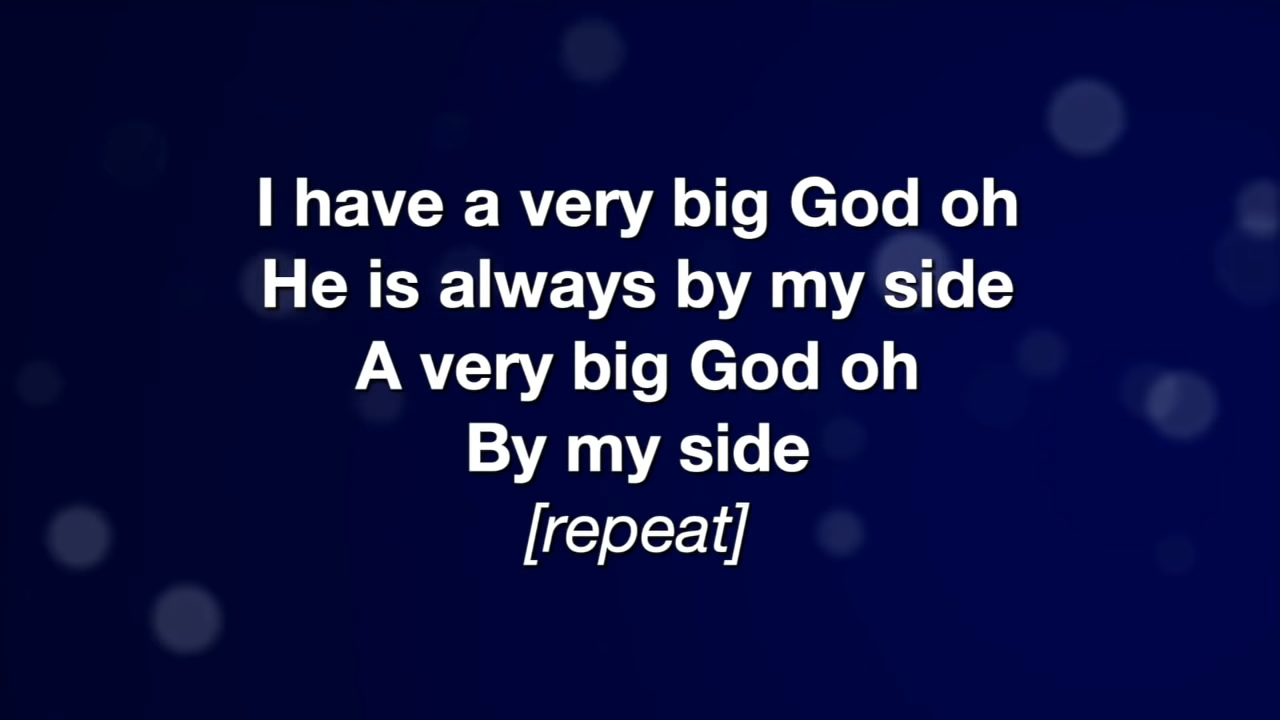 I have a very big God oh
He is always by my side
A very big God oh
By my side
[repeat]